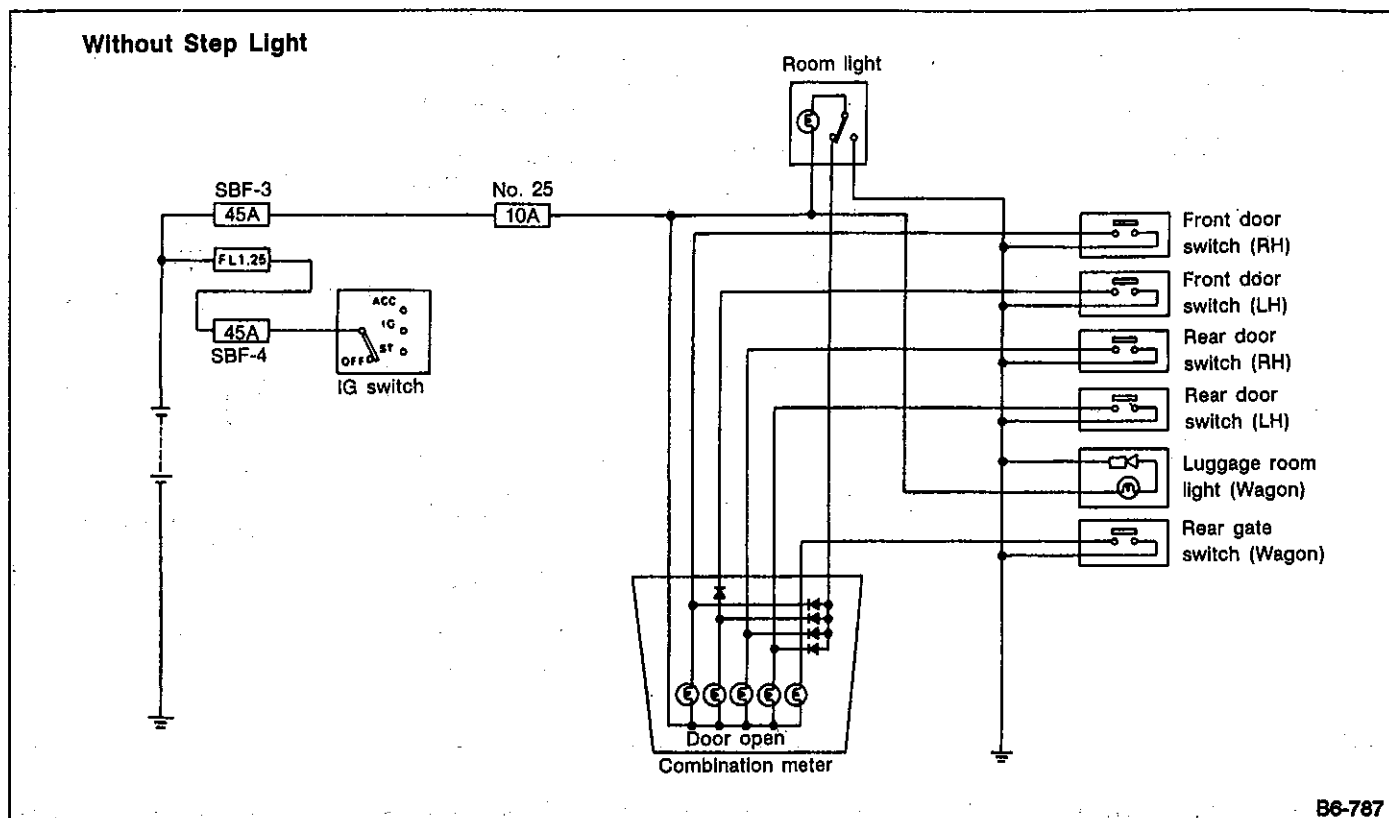 Without Step Light
Room light
SBF-3
45A
No. 25
10A
FL1.25
45A
SBF-4
ACC
IG
ST
OFF
IG switch
Front door
switch (RH)
Front door
switch (LH)
Rear door
switch (RH)
Rear door
switch (LH)
Luggage room
light (Wagon)
Rear gate
switch (Wagon)
Door open
Combination meter
B6-787